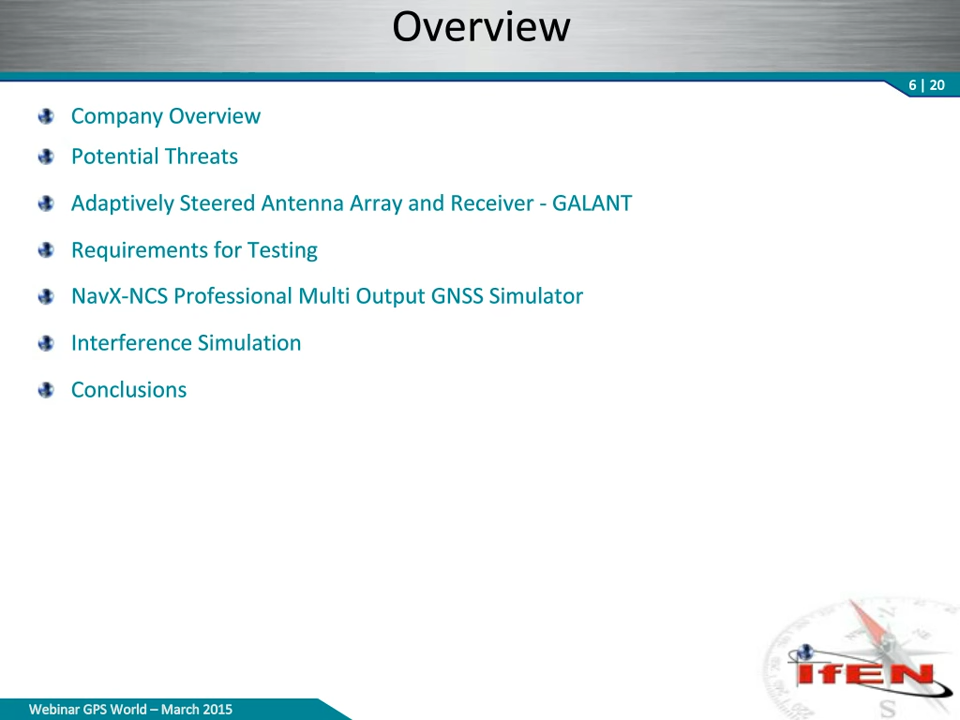 Overview
6 | 20
Company Overview
Potential Threats
Adaptively Steered Antenna Array and Receiver - GALANT
Requirements for Testing
NavX-NCS Professional Multi Output GNSS Simulator
Interference Simulation
Conclusions
N
ifEN
S
Webinar GPS World – March 2015